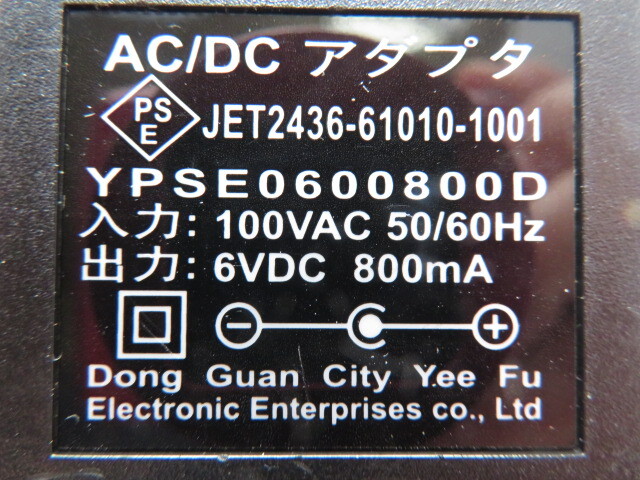 AC/DC アダプタ
PS
E
JET2436-61010-1001
YPSE0600800D
入力: 100VAC 50/60Hz
出力: 6VDC 800mA
− +
Dong Guan City Yee Fu
Electronic Enterprises co., Ltd